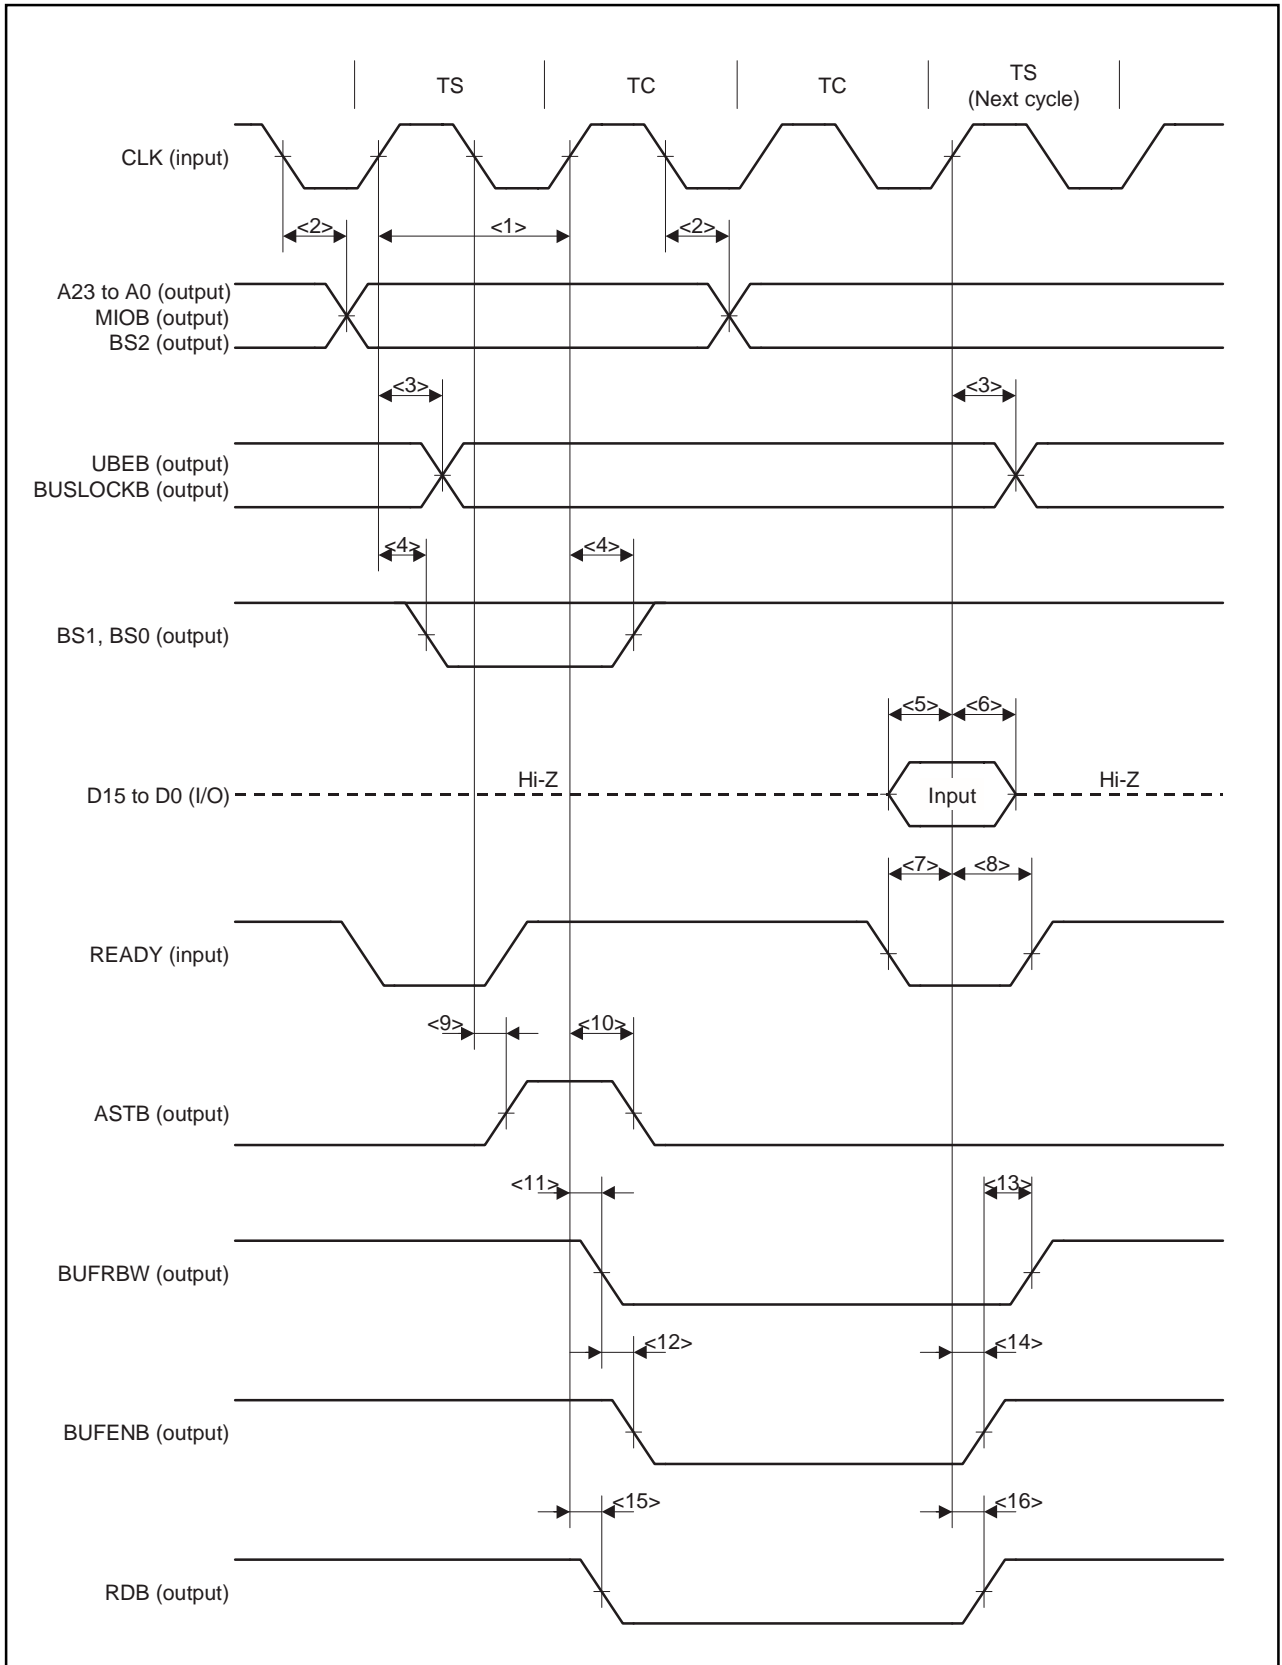 TS
TC
TC
TS
(Next cycle)
CLK (input)
<2>
<1>
<2>
A23 to A0 (output)
MIOB (output)
BS2 (output)
<3>
<3>
UBEB (output)
BUSLOCKB (output)
<4>
<4>
BS1, BS0 (output)
<5>
<6>
D15 to D0 (I/O)
Hi-Z
Input
Hi-Z
<7>
<8>
READY (input)
<9>
<10>
ASTB (output)
<11>
<13>
BUFRBW (output)
<12>
<14>
BUFENB (output)
<15>
<16>
RDB (output)